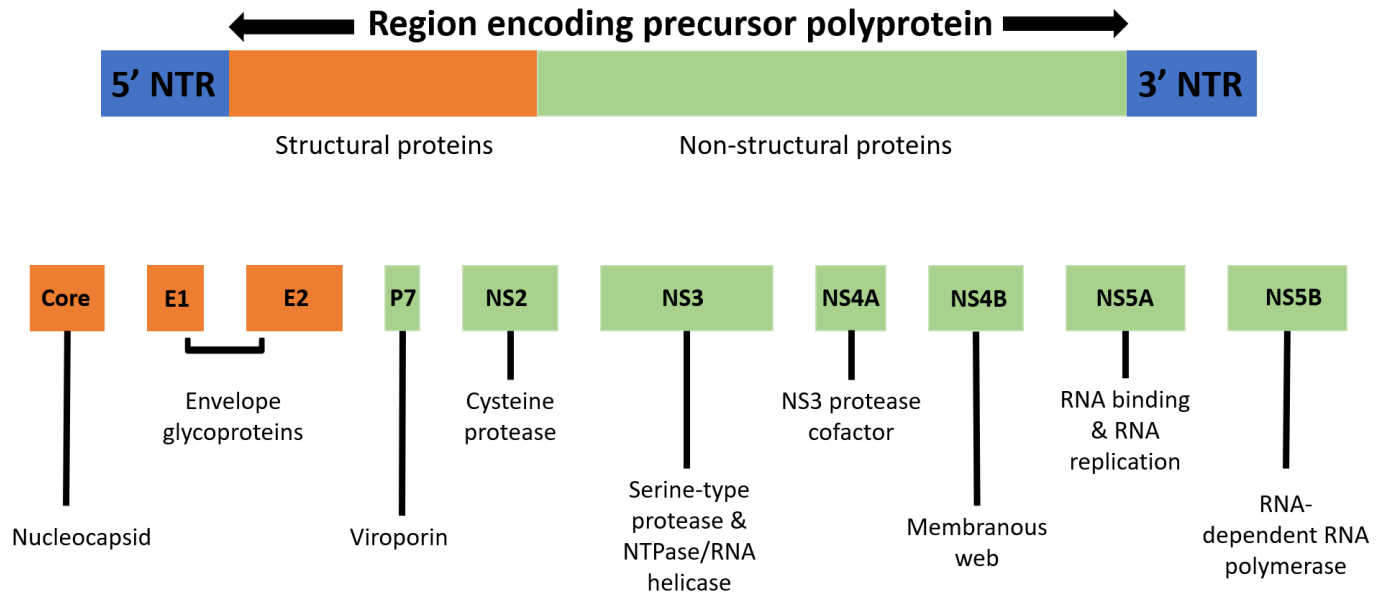 Region encoding precursor polyprotein
5’ NTR
3’ NTR
Structural proteins
Non-structural proteins
Core
E1
E2
P7
NS2
NS3
NS4A
NS4B
NS5A
NS5B
Nucleocapsid
Envelope
glycoproteins
Viroporin
Cysteine
protease
Serine-type
protease &
NTPase/RNA
helicase
NS3 protease
cofactor
Membranous
web
RNA binding
& RNA
replication
RNA-
dependent RNA
polymerase